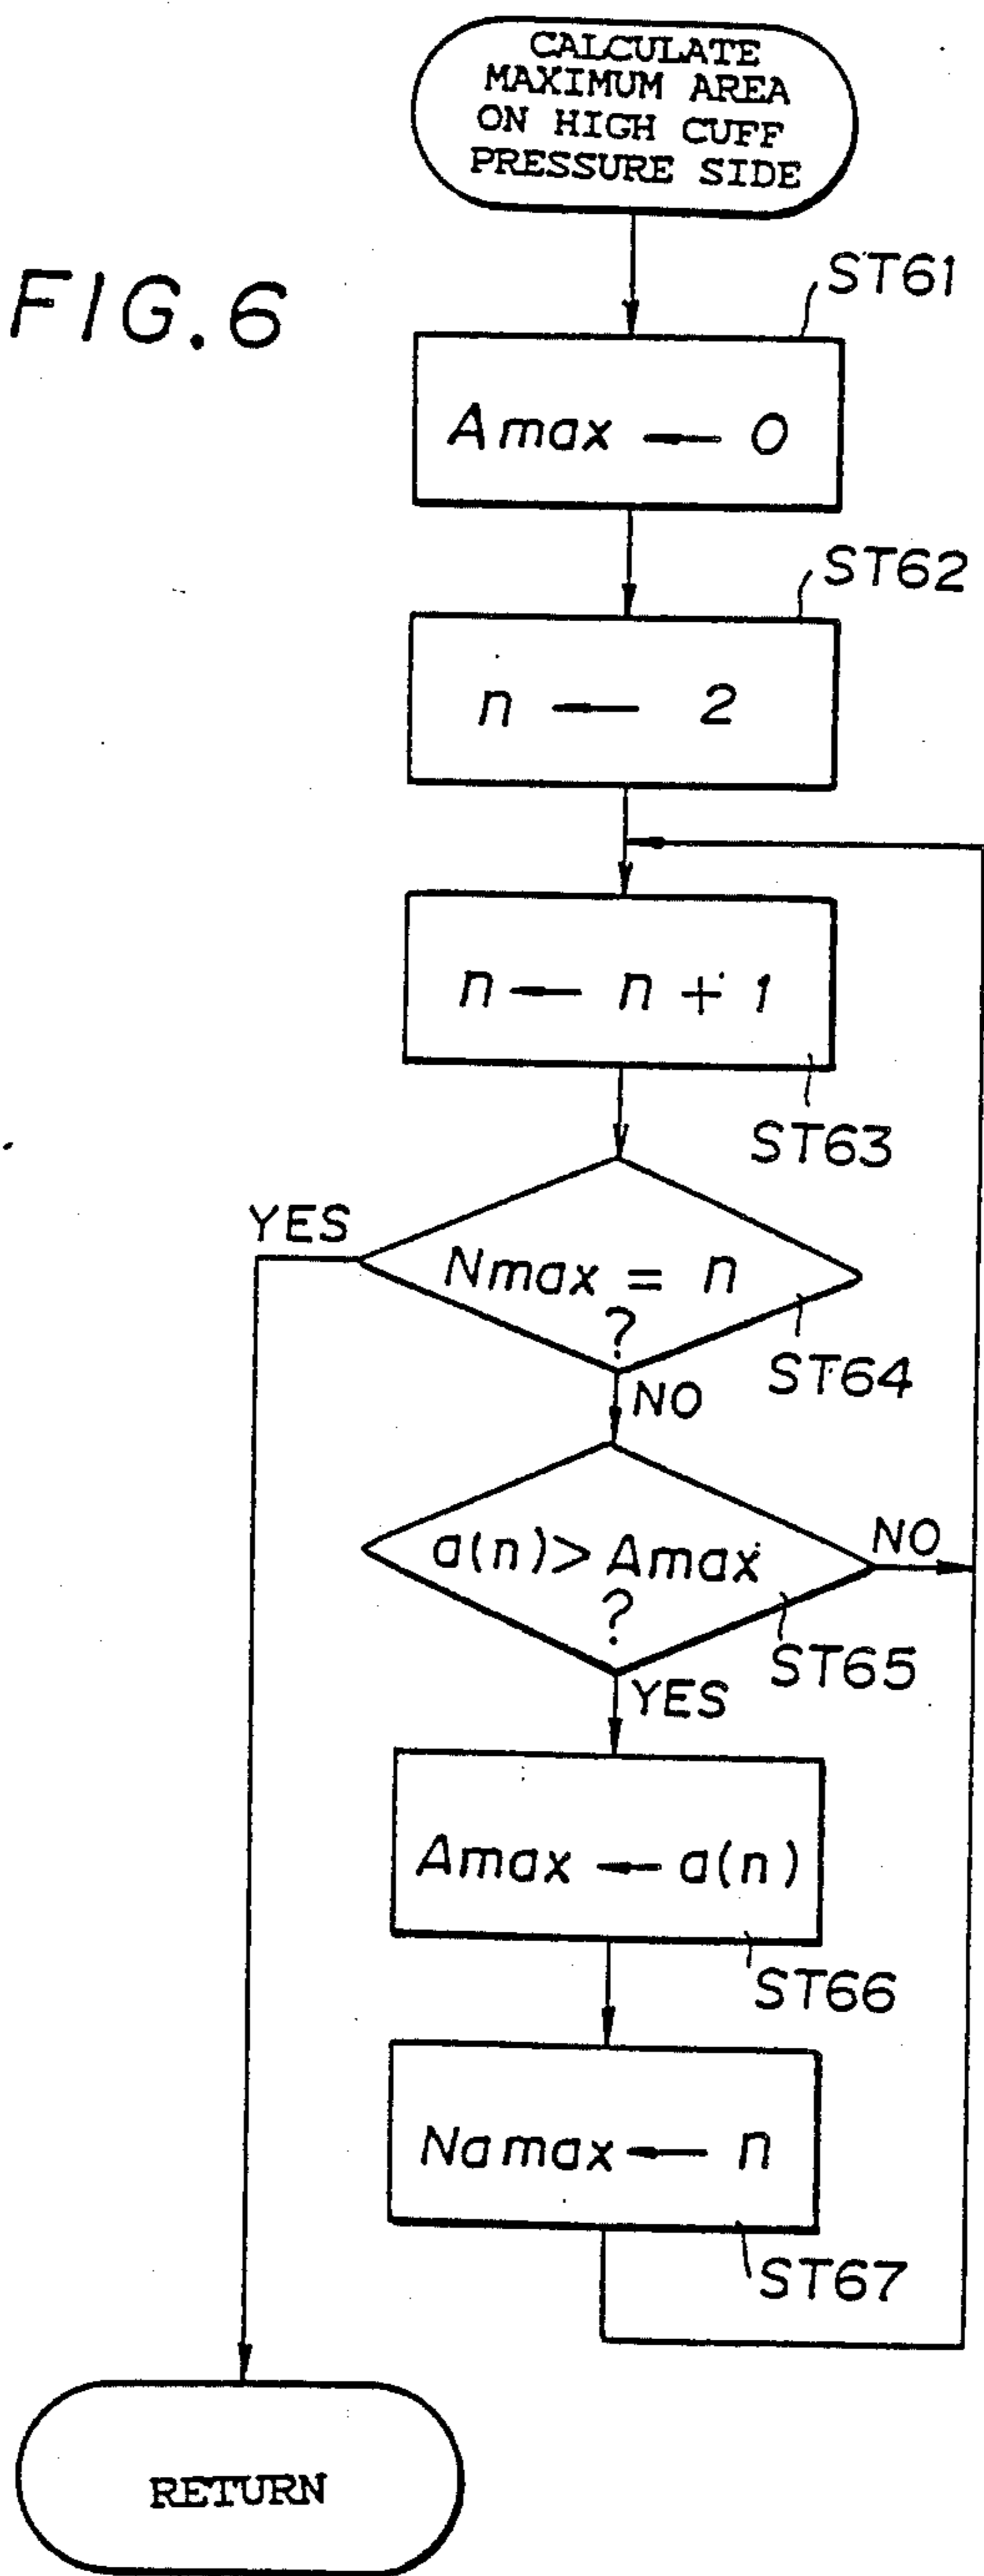 CALCULATE
MAXIMUM AREA
ON HIGH CUFF
PRESSURE SIDE
FIG.6
ST61
Amax ← 0
ST62
n ← 2
n ← n + 1
ST63
YES
Nmax = n
?
ST64
NO
a(n) > Amax
?
NO
ST65
YES
Amax ← a(n)
ST66
Namax ← n
ST67
RETURN